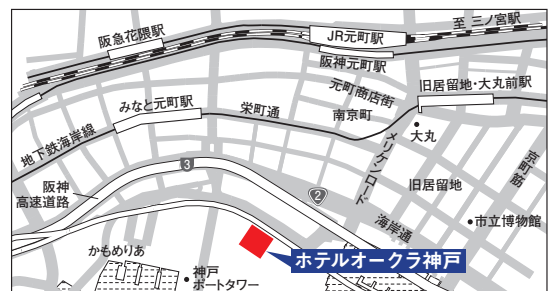 至 三ノ宮駅
阪急花隈駅
JR元町駅
阪神元町駅
元町商店街
旧居留地・大丸前駅
みなと元町駅
栄町通
南京町
大丸
地下鉄海岸線
メリケンロード
京町筋
3
阪神
高速道路
2
旧居留地
海岸通
市立博物館
かもめりあ
ホテルオークラ神戸
神戸
ポートタワー